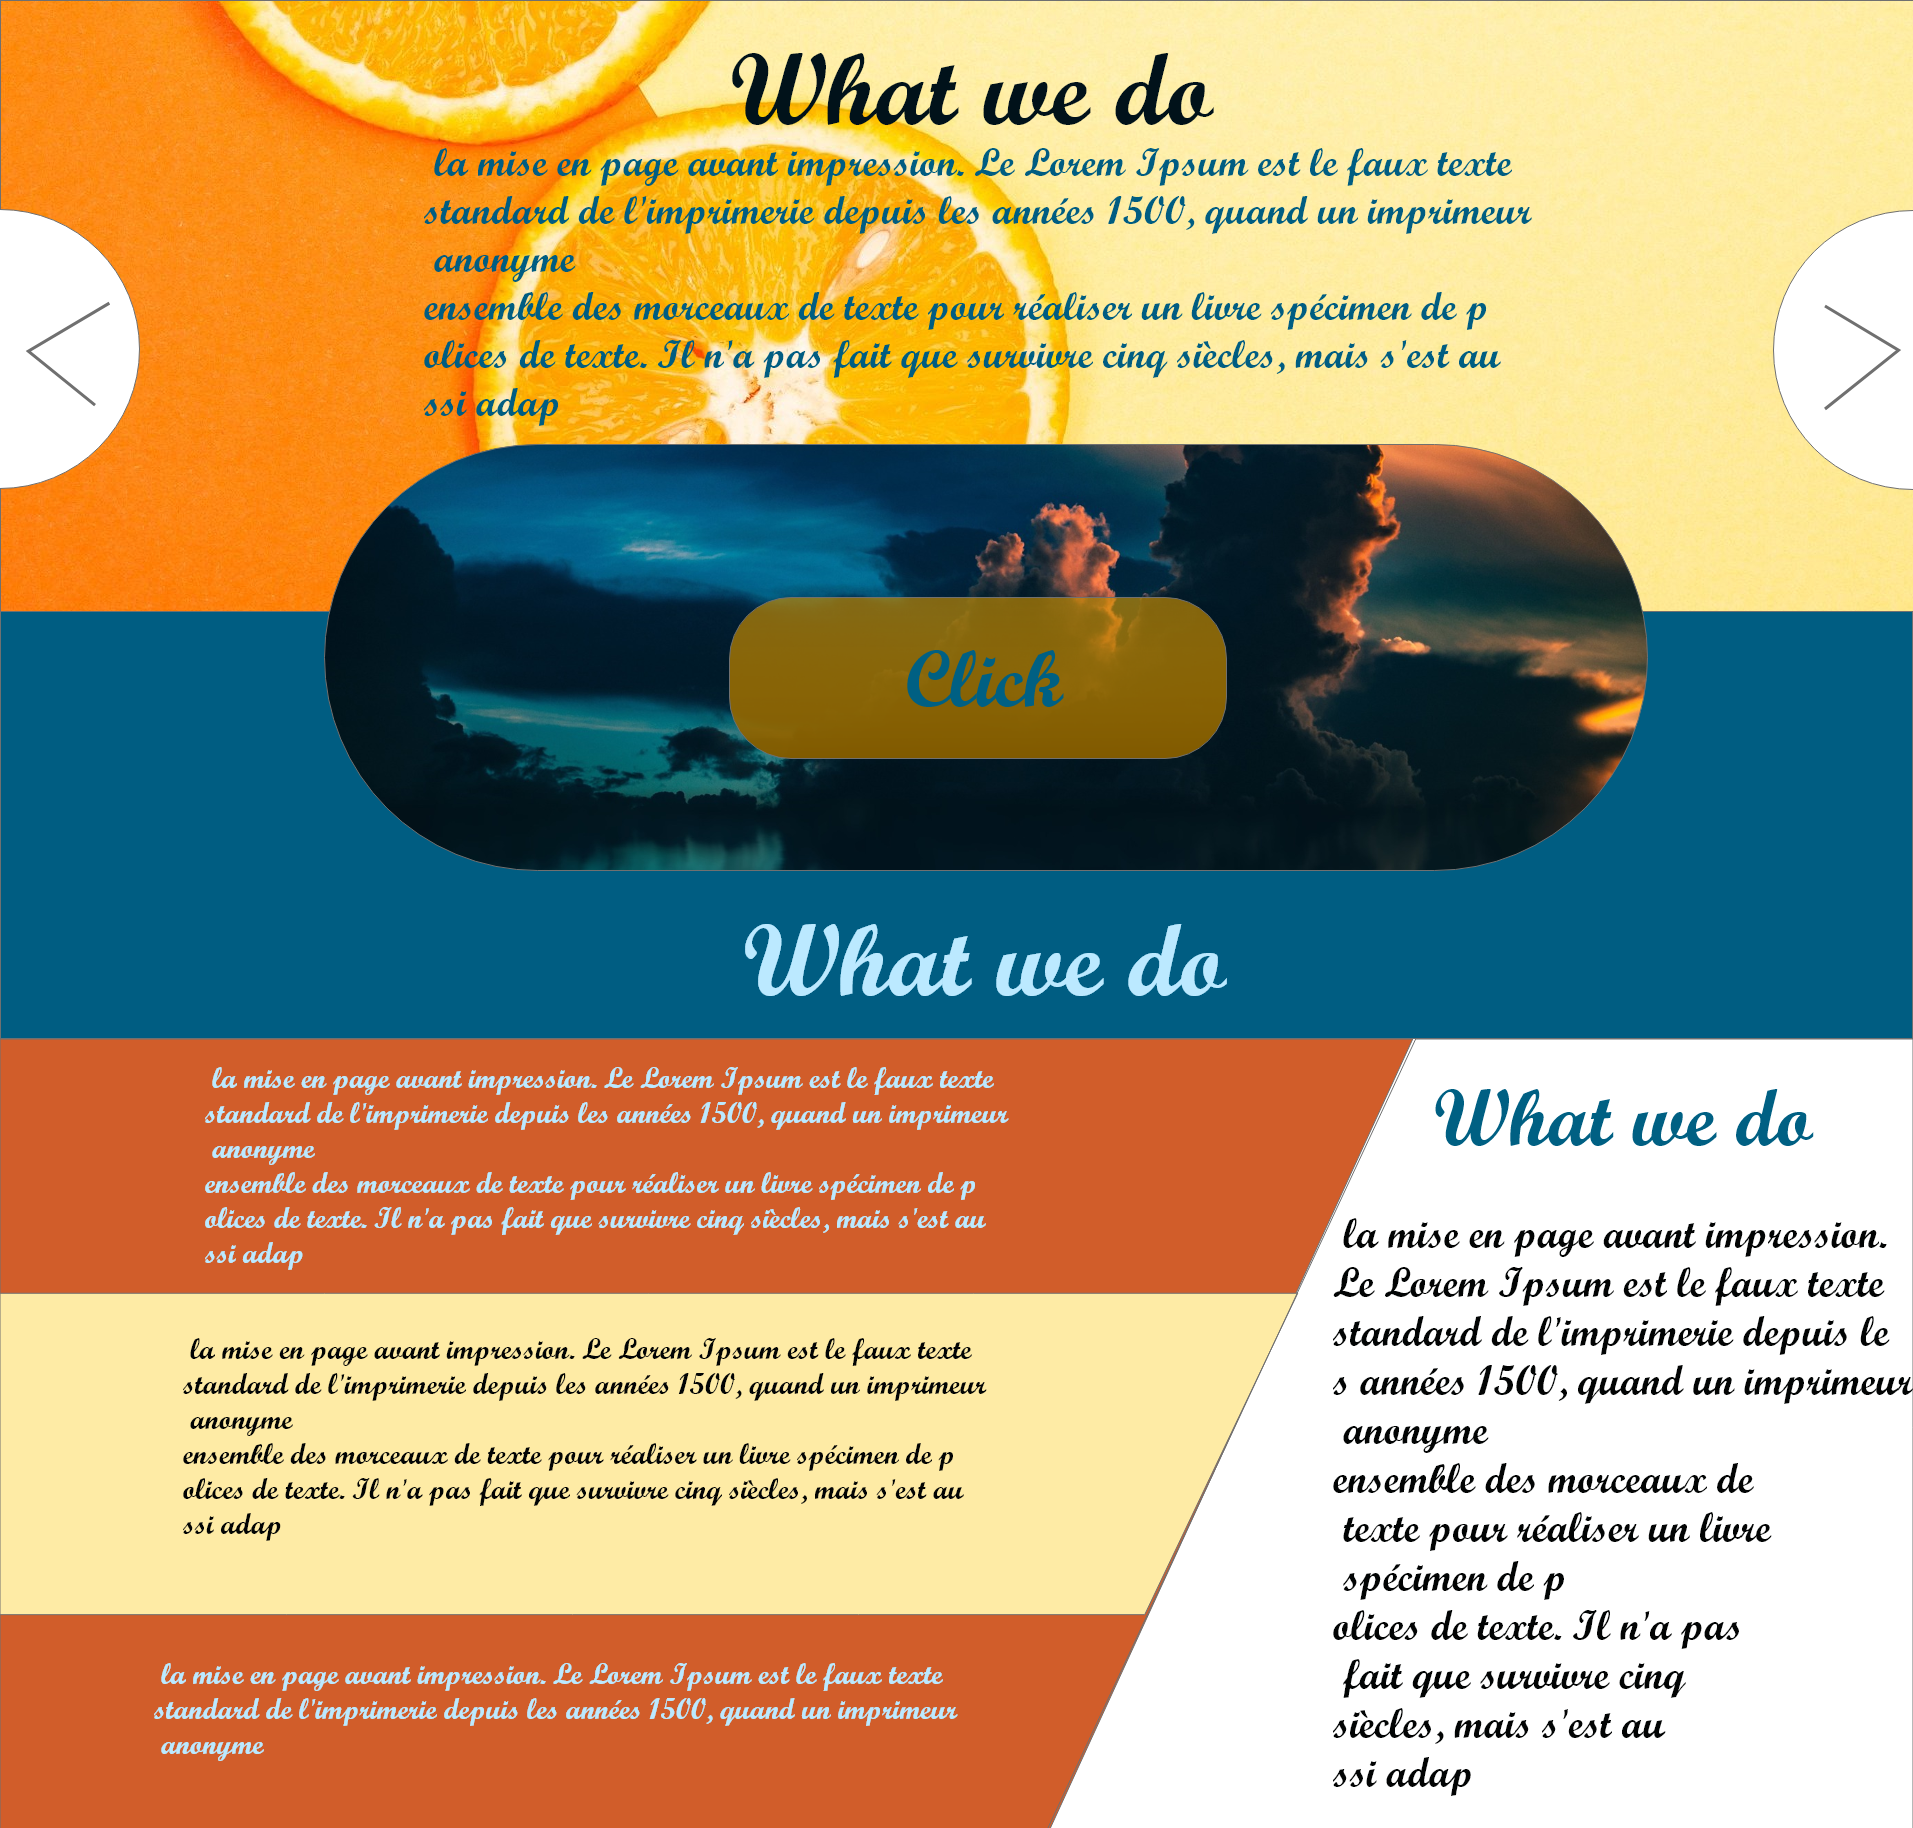 What we do
la mise en page avant impression. Le Lorem Ipsum est le faux texte
standard de l'imprimerie depuis les années 1500, quand un imprimeur
anonyme
ensemble des morceaux de texte pour réaliser un livre spécimen de p
olices de texte. Il n'a pas fait que survivre cinq siècles, mais s'est au
ssi adap
Click
What we do
la mise en page avant impression. Le Lorem Ipsum est le faux texte
standard de l'imprimerie depuis les années 1500, quand un imprimeur
anonyme
ensemble des morceaux de texte pour réaliser un livre spécimen de p
olices de texte. Il n'a pas fait que survivre cinq siècles, mais s'est au
ssi adap
la mise en page avant impression. Le Lorem Ipsum est le faux texte
standard de l'imprimerie depuis les années 1500, quand un imprimeur
anonyme
ensemble des morceaux de texte pour réaliser un livre spécimen de p
olices de texte. Il n'a pas fait que survivre cinq siècles, mais s'est au
ssi adap
la mise en page avant impression. Le Lorem Ipsum est le faux texte
standard de l'imprimerie depuis les années 1500, quand un imprimeur
anonyme
What we do
la mise en page avant impression.
Le Lorem Ipsum est le faux texte
standard de l'imprimerie depuis le
s années 1500, quand un imprimeur
anonyme
ensemble des morceaux de
texte pour réaliser un livre
spécimen de p
olices de texte. Il n'a pas
fait que survivre cinq
siècles, mais s'est au
ssi adap